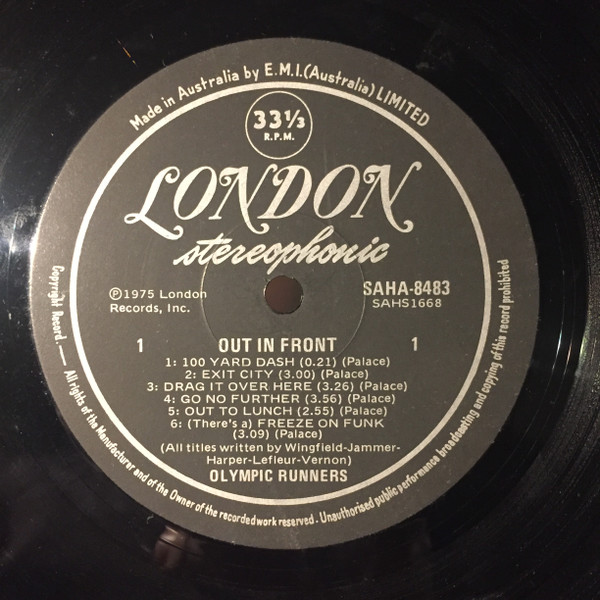 Made in Australia by E.M.I.(Australia) LIMITED
33⅓
R.P.M.
LONDON
stereophonic
℗1975 London
Records, Inc.
SAHA-8483
SAHS1668
1 OUT IN FRONT 1
1: 100 YARD DASH (0.21) (Palace)
2: EXIT CITY (3.00) (Palace)
3: DRAG IT OVER HERE (3.26) (Palace)
4: GO NO FURTHER (3.56) (Palace)
5: OUT TO LUNCH (2.55) (Palace)
6: (There's a) FREEZE ON FUNK
(3.09) (Palace)
(All titles written by Wingfield-Jammer-
Harper-Lefleur-Vernon)
OLYMPIC RUNNERS
Copyright Record.— All rights of the Manufacturer and of the Owner of the recorded work reserved. Unauthorised public performance broadcasting and copying of this record prohibited